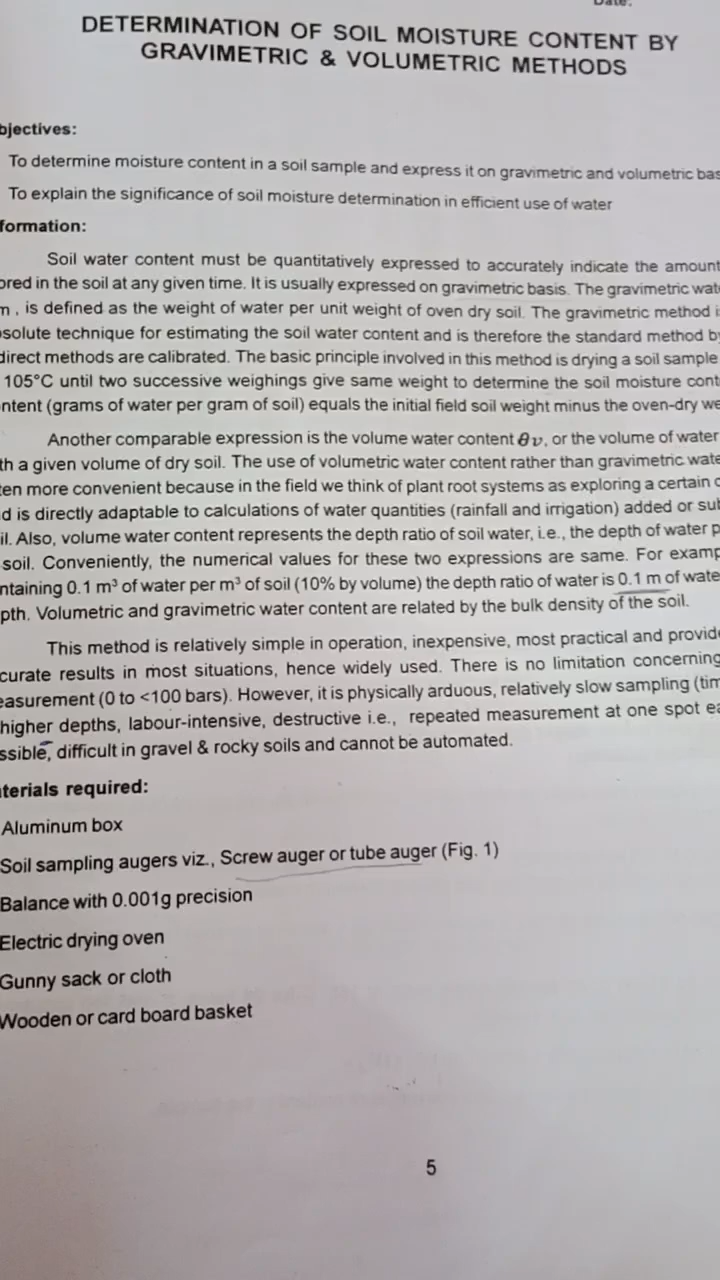 Date:
DETERMINATION OF SOIL MOISTURE CONTENT BY
GRAVIMETRIC & VOLUMETRIC METHODS
bjectives:
To determine moisture content in a soil sample and express it on gravimetric and volumetric bas
To explain the significance of soil moisture determination in efficient use of water
formation:
Soil water content must be quantitatively expressed to accurately indicate the amount
ored in the soil at any given time. It is usually expressed on gravimetric basis. The gravimetric wate
m , is defined as the weight of water per unit weight of oven dry soil. The gravimetric method i
solute technique for estimating the soil water content and is therefore the standard method by
direct methods are calibrated. The basic principle involved in this method is drying a soil sample
105°C until two successive weighings give same weight to determine the soil moisture cont
ntent (grams of water per gram of soil) equals the initial field soil weight minus the oven-dry we
Another comparable expression is the volume water content θv, or the volume of water
th a given volume of dry soil. The use of volumetric water content rather than gravimetric wate
ten more convenient because in the field we think of plant root systems as exploring a certain
d is directly adaptable to calculations of water quantities (rainfall and irrigation) added or sub
il. Also, volume water content represents the depth ratio of soil water, i.e., the depth of water p
soil. Conveniently, the numerical values for these two expressions are same. For examp
ntaining 0.1 m³ of water per m³ of soil (10% by volume) the depth ratio of water is 0.1 m of wate
pth. Volumetric and gravimetric water content are related by the bulk density of the soil.
This method is relatively simple in operation, inexpensive, most practical and provide
curate results in most situations, hence widely used. There is no limitation concerning
easurement (0 to <100 bars). However, it is physically arduous, relatively slow sampling (tim
higher depths, labour-intensive, destructive i.e., repeated measurement at one spot ea
ssible, difficult in gravel & rocky soils and cannot be automated.
terials required:
Aluminum box
Soil sampling augers viz., Screw auger or tube auger (Fig. 1)
Balance with 0.001g precision
Electric drying oven
Gunny sack or cloth
Wooden or card board basket
5